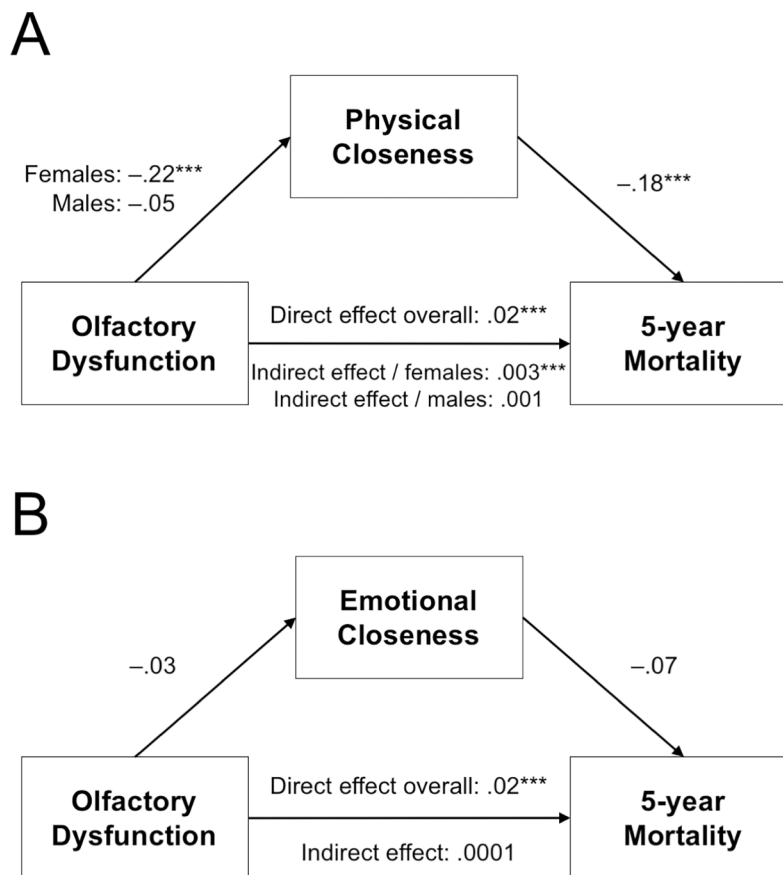 A
Physical
Closeness
Females: –.22***
Males: –.05
–.18***
Olfactory
Dysfunction
Direct effect overall: .02***
Indirect effect / females: .003***
Indirect effect / males: .001
5-year
Mortality
B
Emotional
Closeness
–.03
–.07
Olfactory
Dysfunction
Direct effect overall: .02***
Indirect effect: .0001
5-year
Mortality